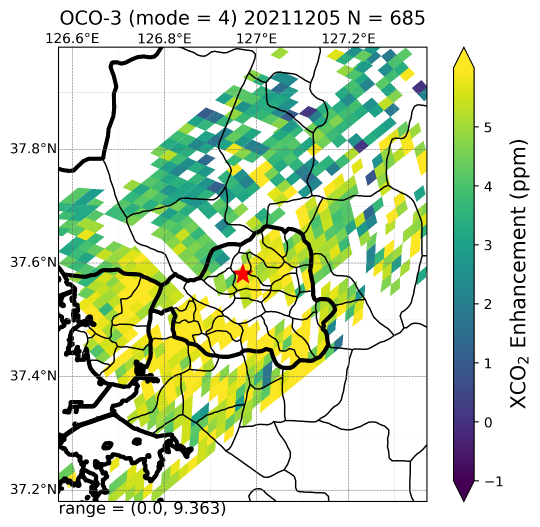 OCO-3 (mode = 4) 20211205 N = 685
126.6°E 126.8°E 127°E 127.2°E
37.8°N
37.6°N
37.4°N
37.2°N
5
4
3
2
1
0
−1
XCO₂ Enhancement (ppm)
range = (0.0, 9.363)